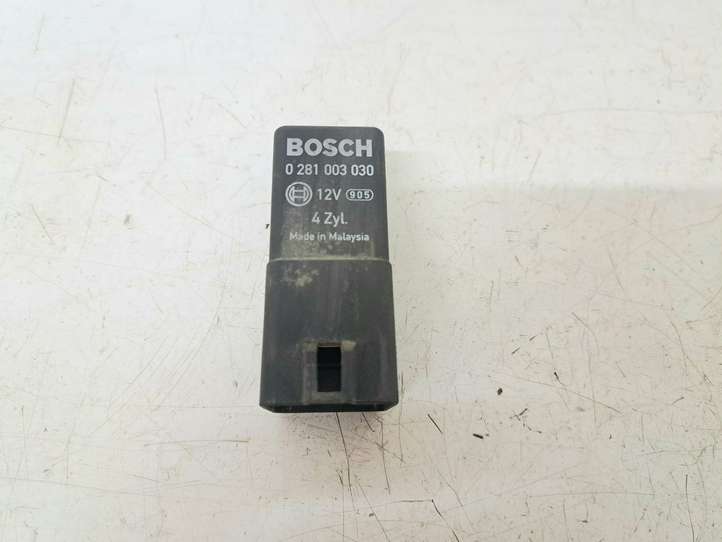 BOSCH
0 281 003 030
12V 905
4 Zyl.
Made in Malaysia